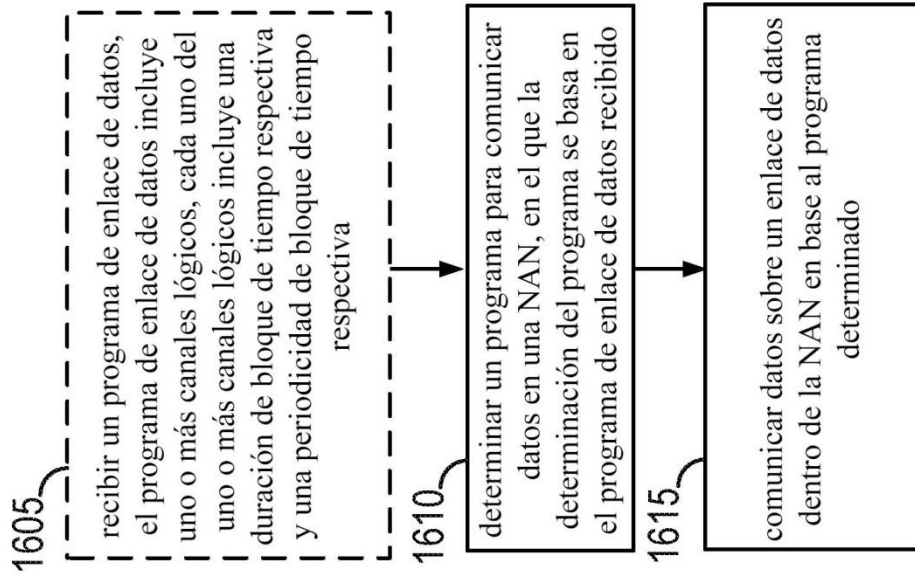 1605
recibir un programa de enlace de datos,
el programa de enlace de datos incluye
uno o más canales lógicos, cada uno del
uno o más canales lógicos incluye una
duración de bloque de tiempo respectiva
y una periodicidad de bloque de tiempo
respectiva
1610
determinar un programa para comunicar
datos en una NAN, en el que la
determinación del programa se basa en
el programa de enlace de datos recibido
1615
comunicar datos sobre un enlace de datos
dentro de la NAN en base al programa
determinado